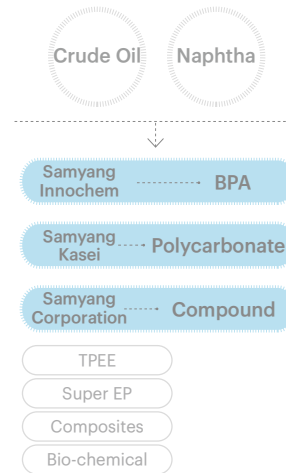 Crude Oil
Naphtha
Samyang
Innochem
BPA
Samyang
Kasei
Polycarbonate
Samyang
Corporation
Compound
TPEE
Super EP
Composites
Bio-chemical